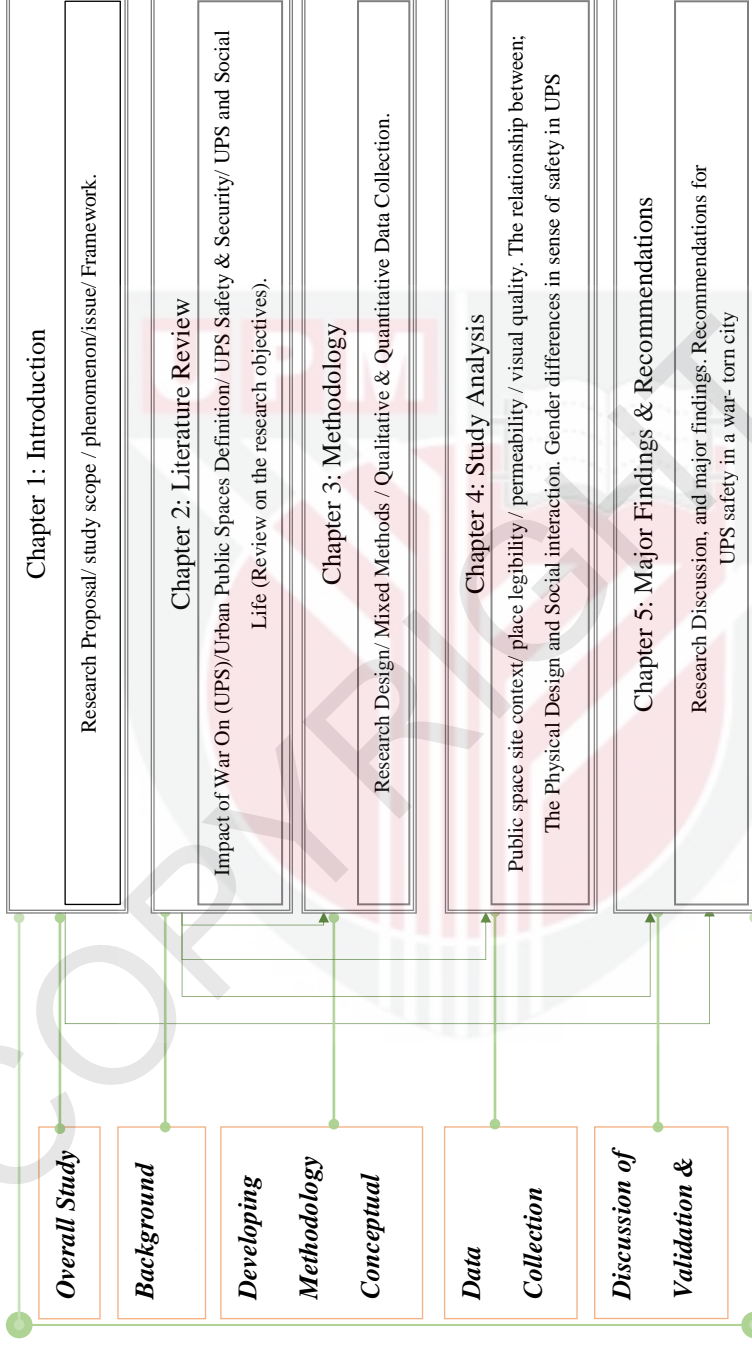 Overall Study
Chapter 1: Introduction
Research Proposal/ study scope / phenomenon/issue/ Framework.
Background
Chapter 2: Literature Review
Impact of War On (UPS)/Urban Public Spaces Definition/ UPS Safety & Security/ UPS and Social
Life (Review on the research objectives).
Developing
Methodology
Conceptual
Chapter 3: Methodology
Research Design/ Mixed Methods / Qualitative & Quantitative Data Collection.
Data
Collection
Chapter 4: Study Analysis
Public space site context/ place legibility / permeability / visual quality. The relationship between;
The Physical Design and Social interaction. Gender differences in sense of safety in UPS
Discussion of
Validation &
Chapter 5: Major Findings & Recommendations
Research Discussion, and major findings. Recommendations for
UPS safety in a war- torn city
UPM
COPYRIGHT